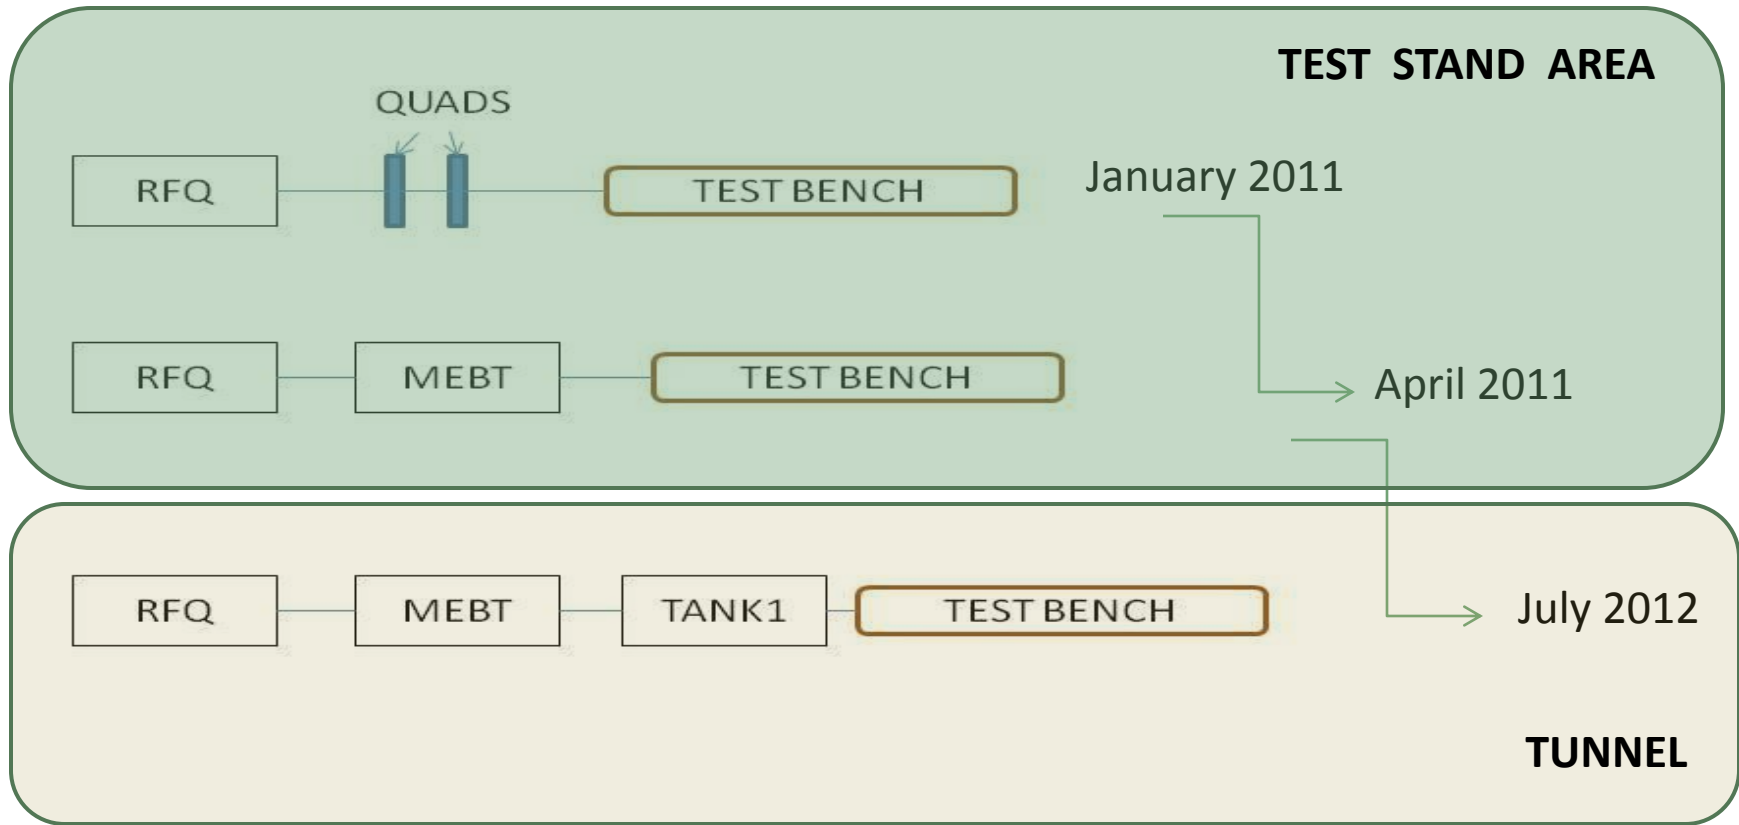 TEST STAND AREA
QUADS
RFQ TEST BENCH January 2011
RFQ MEBT TEST BENCH April 2011
RFQ MEBT TANK1 TEST BENCH July 2012
TUNNEL